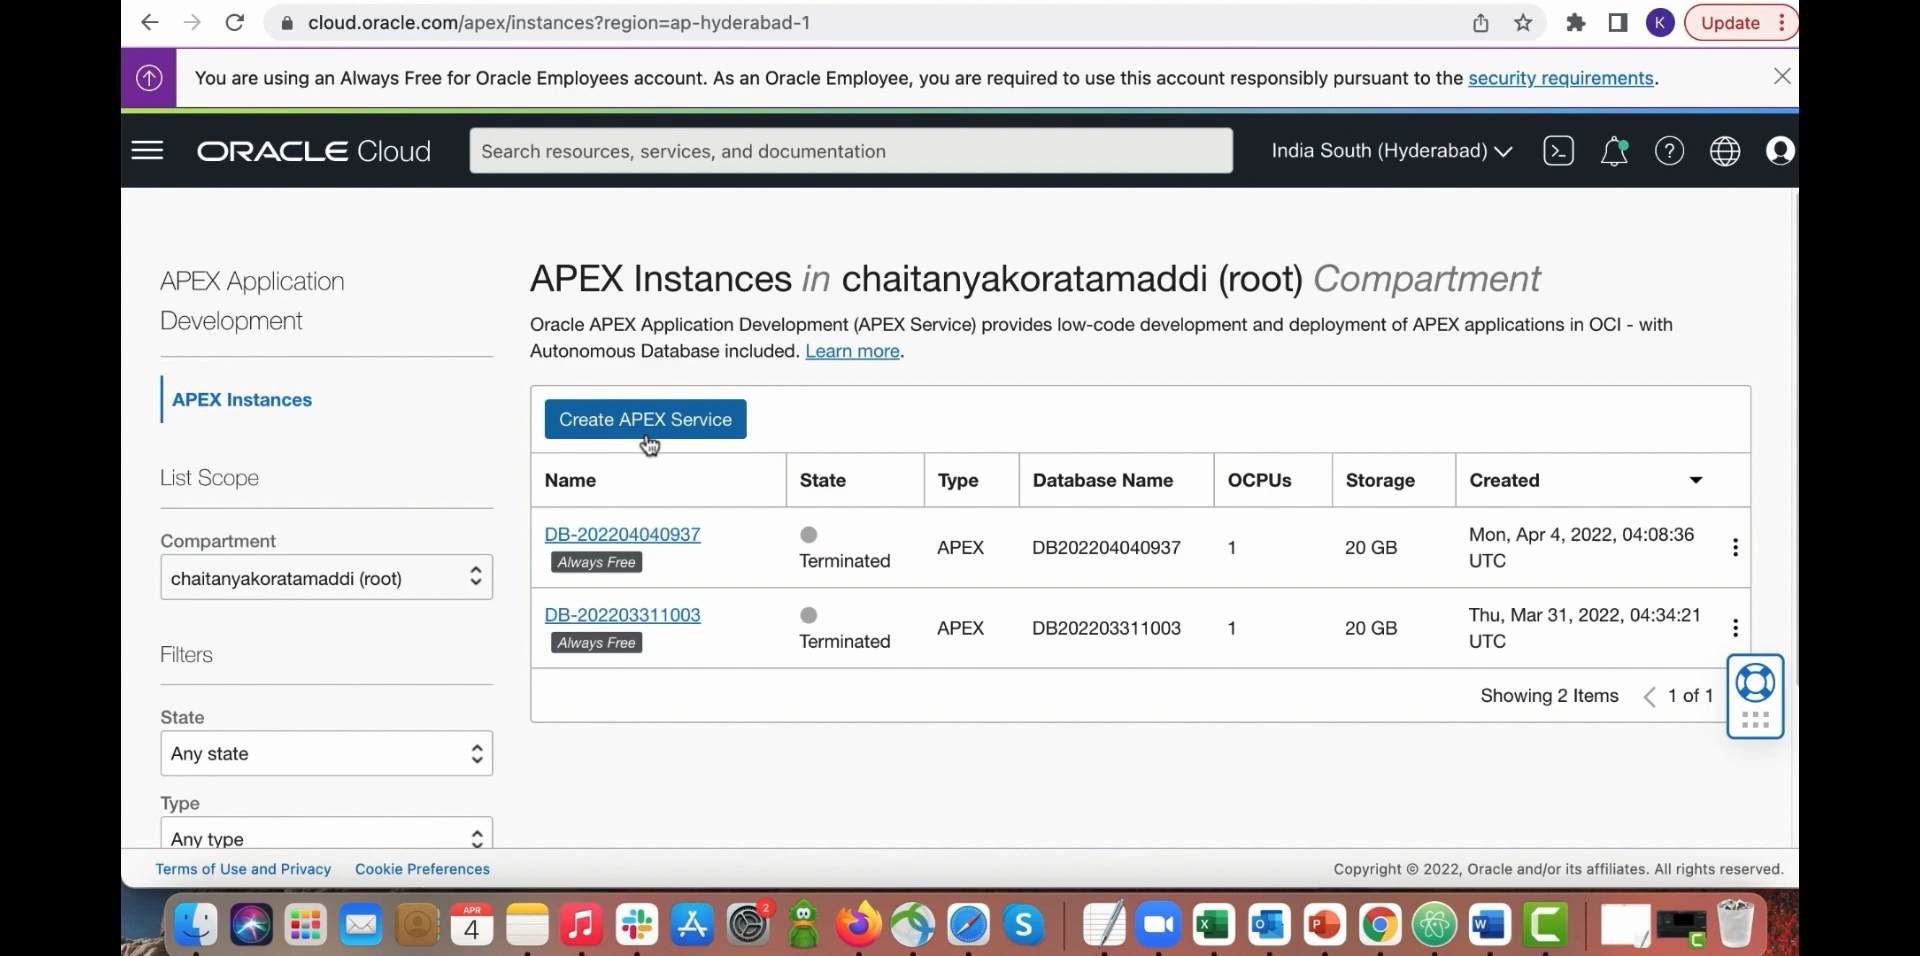 cloud.oracle.com/apex/instances?region=ap-hyderabad-1
K
Update
You are using an Always Free for Oracle Employees account. As an Oracle Employee, you are required to use this account responsibly pursuant to the security requirements.
ORACLE Cloud
Search resources, services, and documentation
India South (Hyderabad)
APEX Application
Development
APEX Instances
List Scope
Compartment
chaitanyakoratamaddi (root)
Filters
State
Any state
Type
Any type
APEX Instances in chaitanyakoratamaddi (root) Compartment
Oracle APEX Application Development (APEX Service) provides low-code development and deployment of APEX applications in OCI - with
Autonomous Database included. Learn more.
Create APEX Service
Name State Type Database Name OCPUs Storage Created
DB-202204040937 Always Free Terminated APEX DB202204040937 1 20 GB Mon, Apr 4, 2022, 04:08:36 UTC
DB-202203311003 Always Free Terminated APEX DB202203311003 1 20 GB Thu, Mar 31, 2022, 04:34:21 UTC
Showing 2 Items 1 of 1
Terms of Use and Privacy Cookie Preferences
Copyright © 2022, Oracle and/or its affiliates. All rights reserved.
APR
4
2
S
X
O
P
W
C